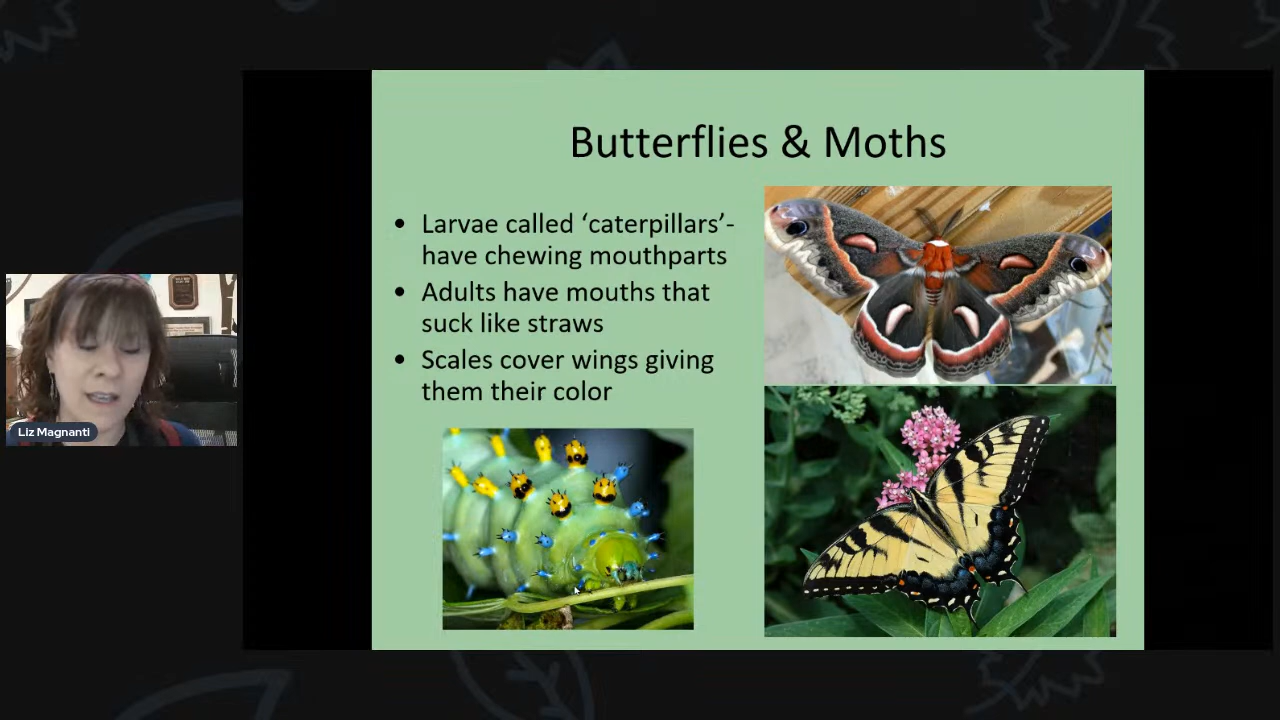 Butterflies & Moths
• Larvae called ‘caterpillars’-
have chewing mouthparts
• Adults have mouths that
suck like straws
• Scales cover wings giving
them their color
Liz Magnanti